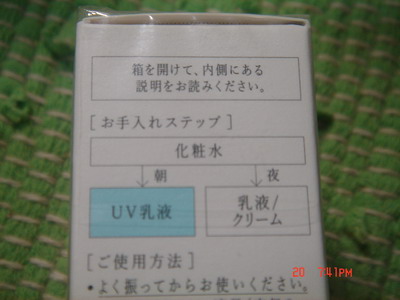 箱を開けて、内側にある
説明をお読みください。
[お手入れステップ]
化粧水
朝 夜
UV乳液 乳液/
クリーム
[ご使用方法]
•よく振ってからお使いください。